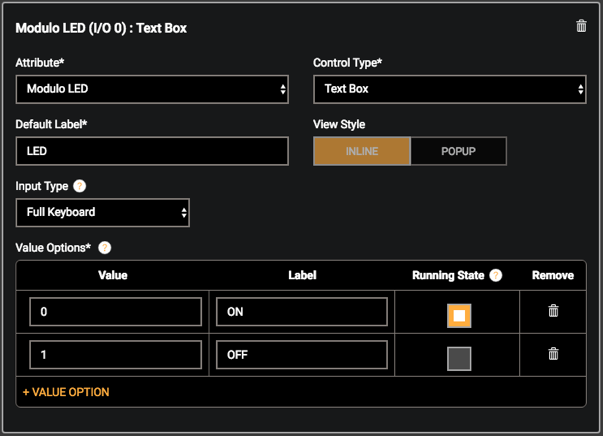 Modulo LED (I/O 0) : Text Box
Attribute* Control Type*
Modulo LED Text Box
Default Label* View Style
LED INLINE POPUP
Input Type ?
Full Keyboard
Value Options* ?
Value Label Running State ? Remove
0 ON
1 OFF
+ VALUE OPTION